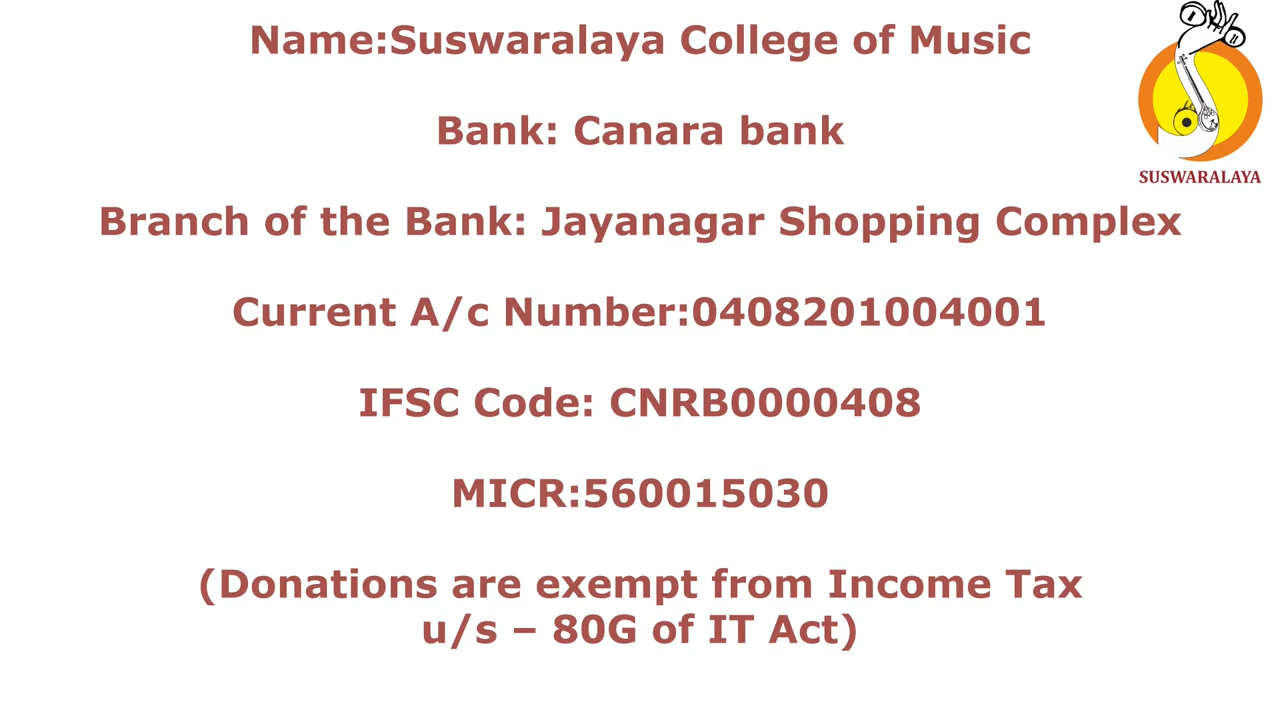 Name:Suswaralaya College of Music
SUSWARALAYA
Bank: Canara bank
Branch of the Bank: Jayanagar Shopping Complex
Current A/c Number:0408201004001
IFSC Code: CNRB0000408
MICR:560015030
(Donations are exempt from Income Tax
u/s – 80G of IT Act)